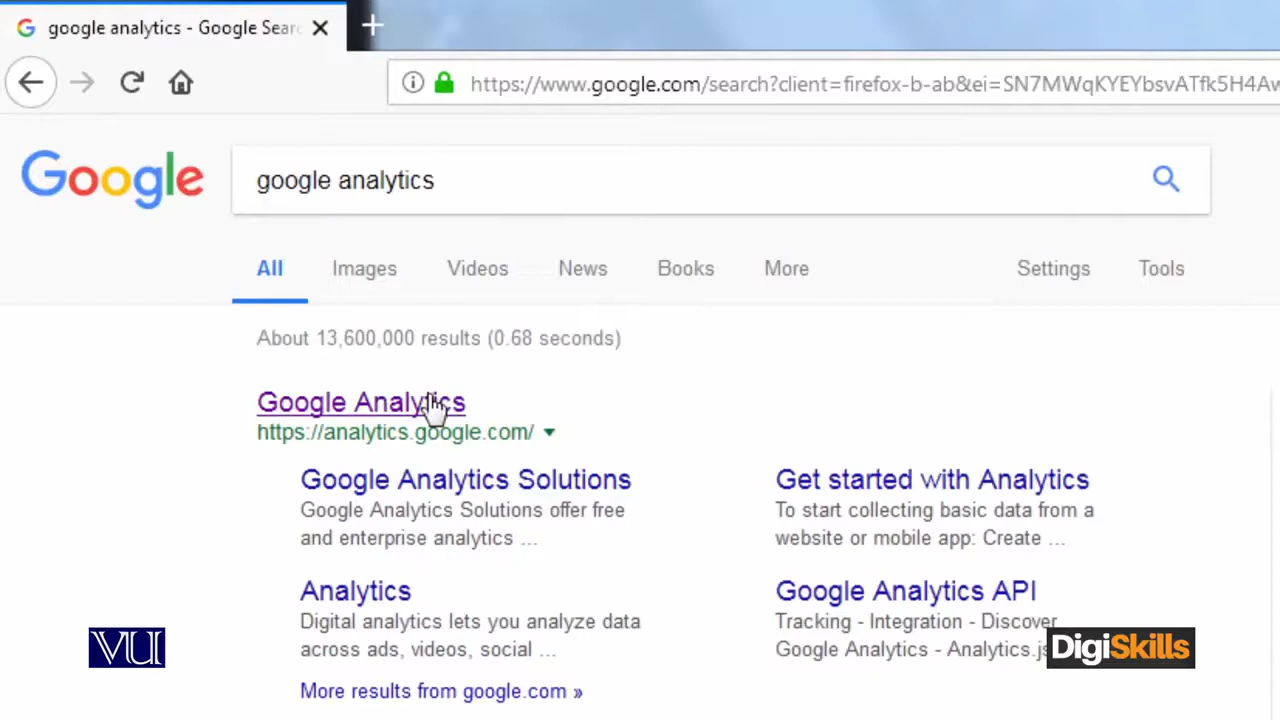 google analytics - Google Sear
https://www.google.com/search?client=firefox-b-ab&ei=SN7MWqKYEYbsvATfk5H4Aw
Google
google analytics
All Images Videos News Books More Settings Tools
About 13,600,000 results (0.68 seconds)
Google Analytics
https://analytics.google.com/
Google Analytics Solutions
Google Analytics Solutions offer free
and enterprise analytics ...
Get started with Analytics
To start collecting basic data from a
website or mobile app: Create ...
Analytics
Digital analytics lets you analyze data
across ads, videos, social ...
Google Analytics API
Tracking - Integration - Discover
Google Analytics - Analytics.js
More results from google.com »
VU
DigiSkills